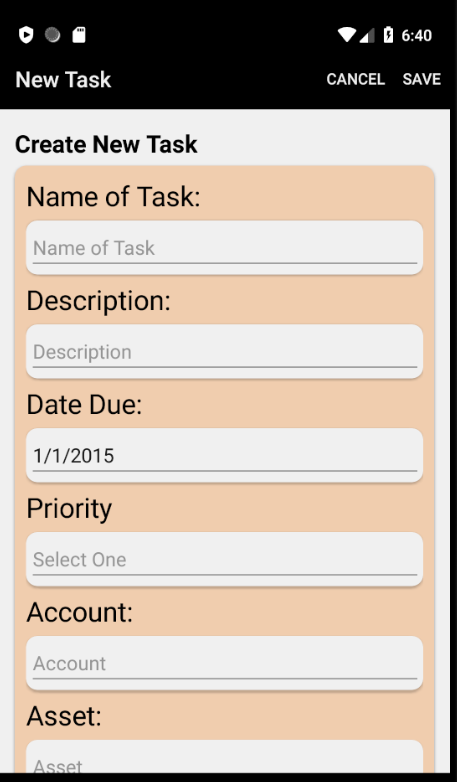 6:40
New Task CANCEL SAVE
Create New Task
Name of Task:
Name of Task
Description:
Description
Date Due:
1/1/2015
Priority
Select One
Account:
Account
Asset:
Asset